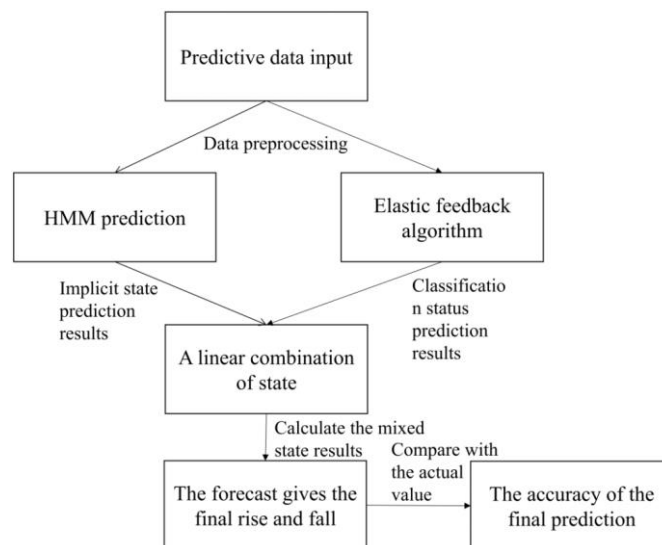 Predictive data input
Data preprocessing
HMM prediction
Elastic feedback
algorithm
Implicit state
prediction
results
Classificatio
n status
prediction
results
A linear combination
of state
Calculate the mixed
state results
Compare with
the actual
value
The forecast gives the
final rise and fall
The accuracy of the
final prediction